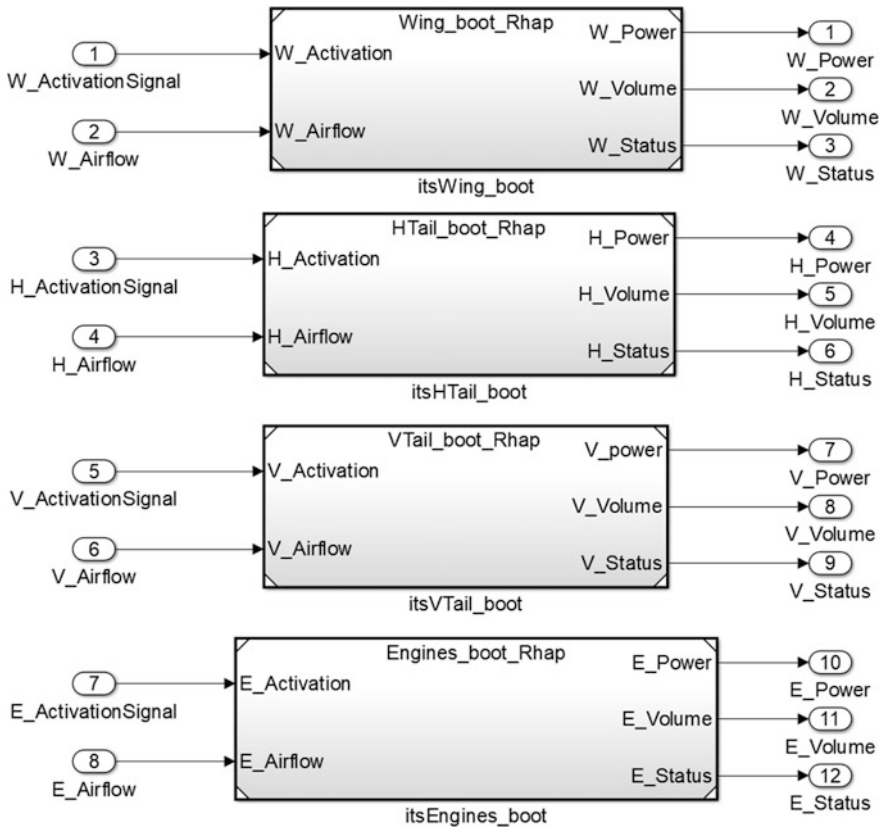 Wing_boot_Rhap
1
W_ActivationSignal
W_Activation
2
W_Airflow
W_Airflow
W_Power
1
W_Power
W_Volume
2
W_Volume
W_Status
3
W_Status
itsWing_boot
HTail_boot_Rhap
3
H_ActivationSignal
H_Activation
4
H_Airflow
H_Airflow
H_Power
4
H_Power
H_Volume
5
H_Volume
H_Status
6
H_Status
itsHTail_boot
VTail_boot_Rhap
5
V_ActivationSignal
V_Activation
6
V_Airflow
V_Airflow
V_power
7
V_Power
V_Volume
8
V_Volume
V_Status
9
V_Status
itsVTail_boot
Engines_boot_Rhap
7
E_ActivationSignal
E_Activation
8
E_Airflow
E_Airflow
E_Power
10
E_Power
E_Volume
11
E_Volume
E_Status
12
E_Status
itsEngines_boot